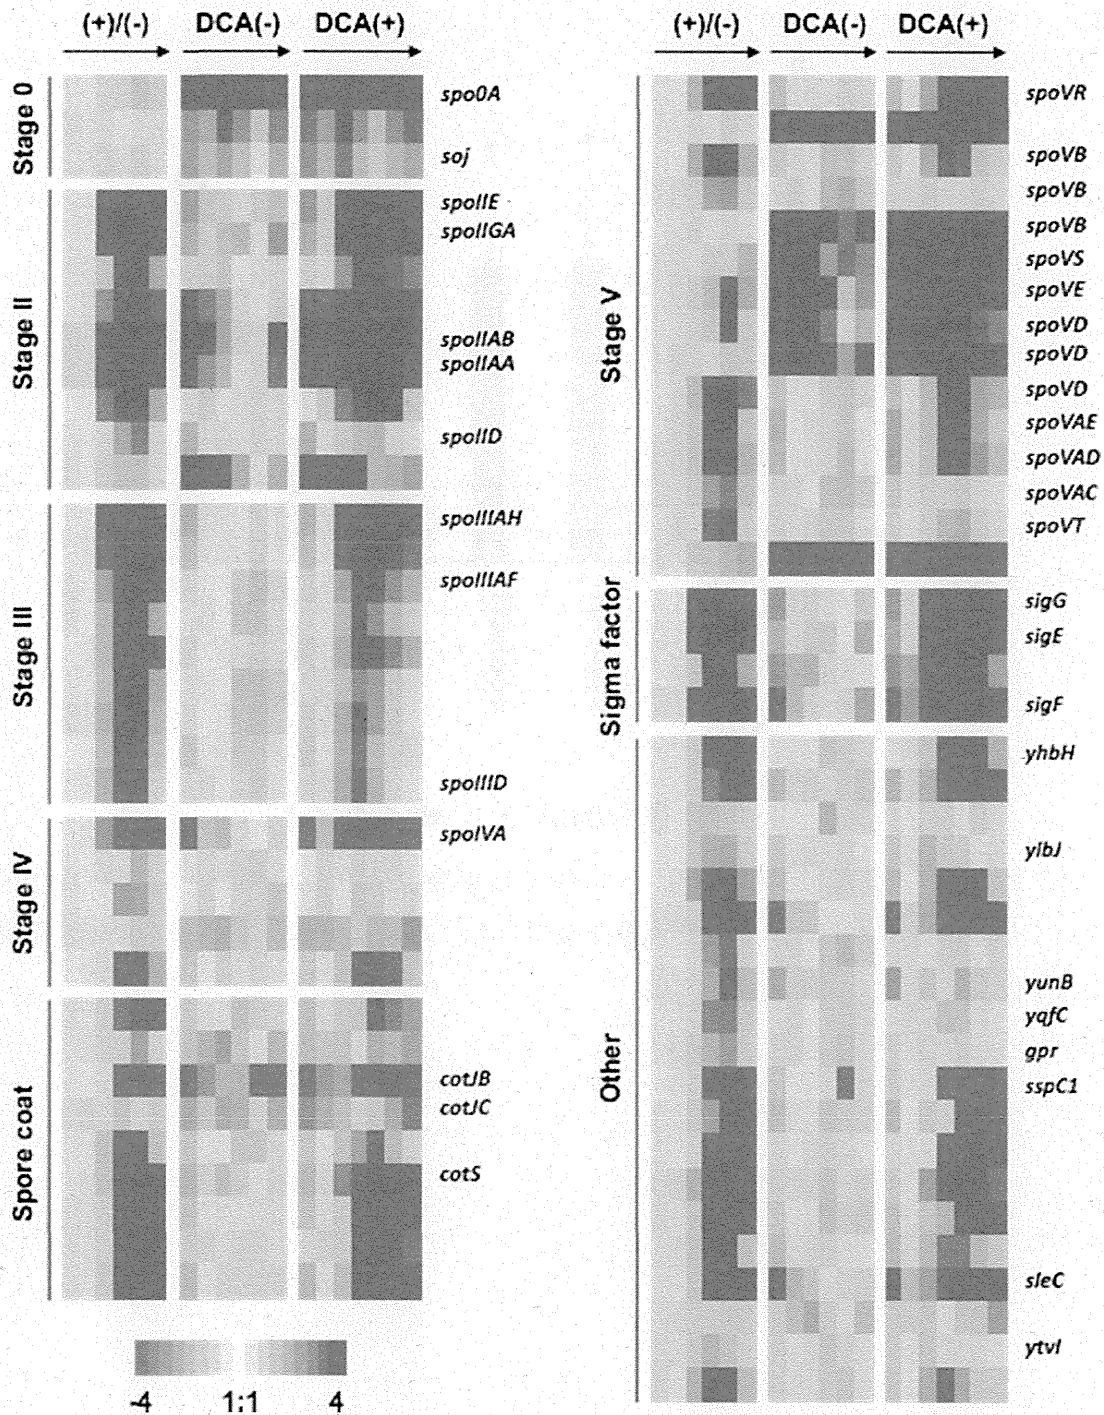 (+)/(-) DCA(-) DCA(+)
Stage 0
spo0A
soj
Stage II
spoIIE
spoIIGA
spoIIAB
spoIIAA
spoIID
Stage III
spoIIIAH
spoIIIAF
spoIIID
Stage IV
spoIVA
Spore coat
cotJB
cotJC
cotS
-4 1:1 4
(+)/(-) DCA(-) DCA(+)
Stage V
spoVR
spoVB
spoVB
spoVB
spoVS
spoVE
spoVD
spoVD
spoVD
spoVAE
spoVAD
spoVAC
spoVT
Sigma factor
sigG
sigE
sigF
Other
yhbH
ylbJ
yunB
yqfC
gpr
sspC1
sleC
ytvI